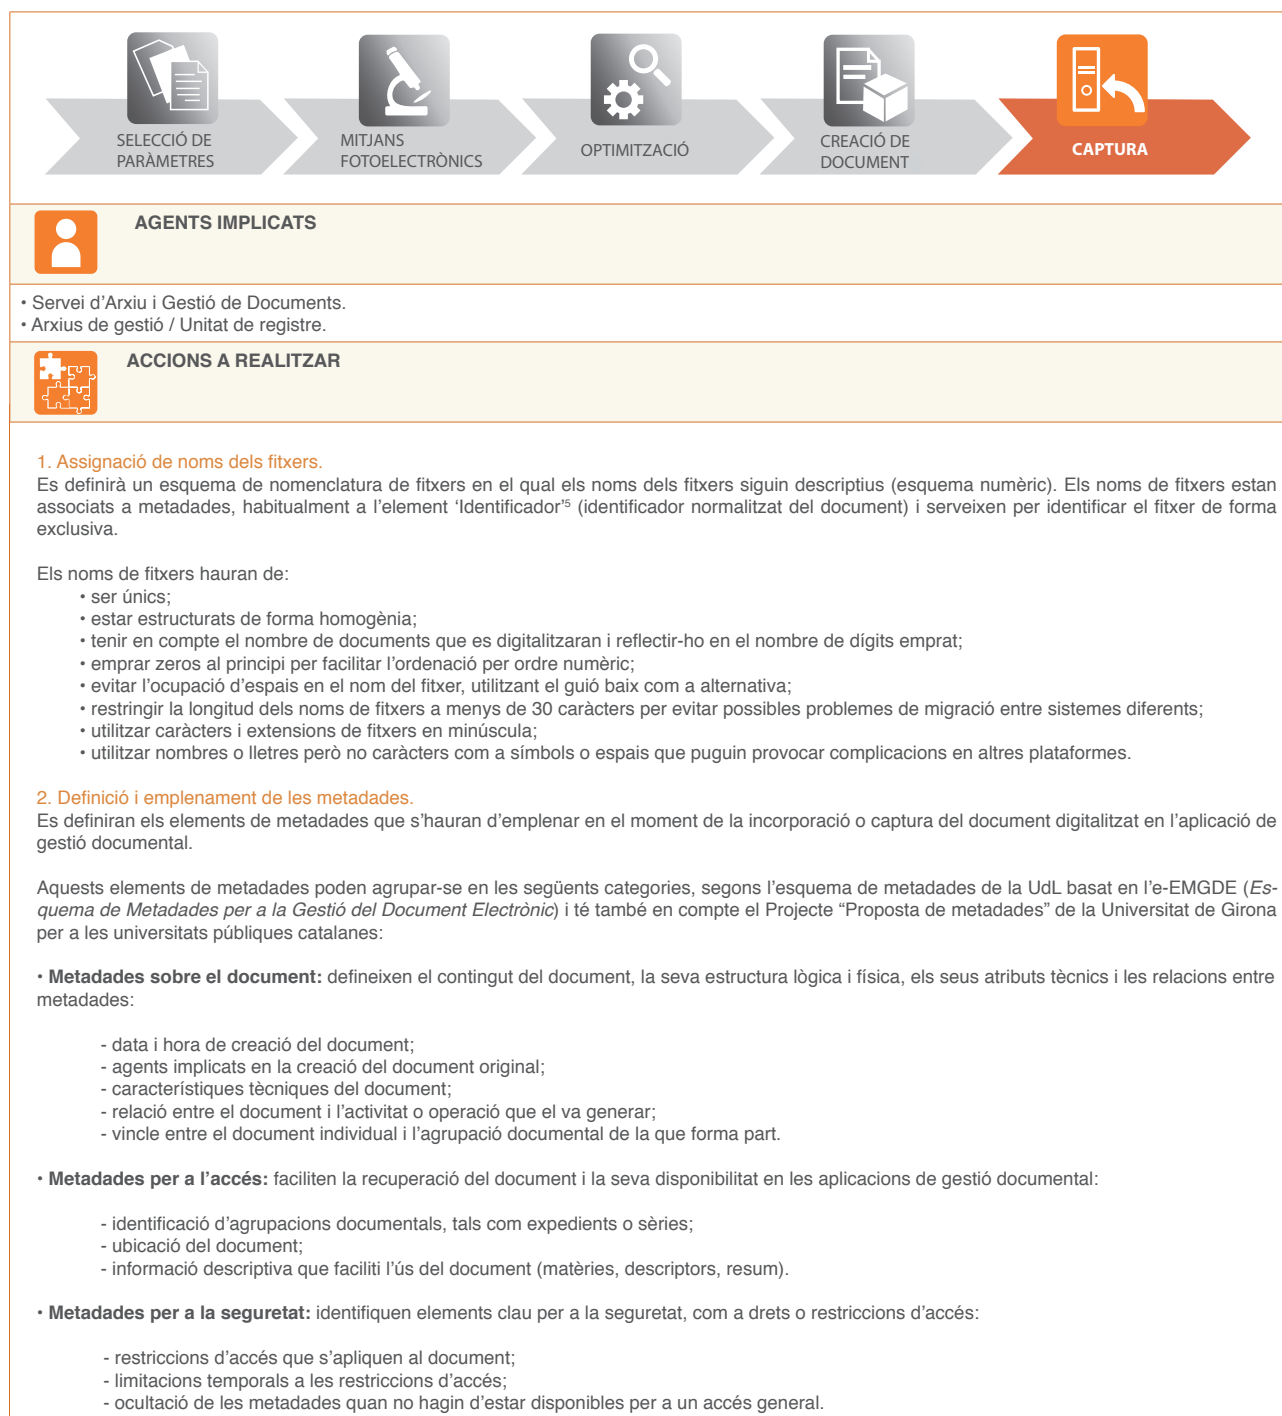 SELECCIÓ DE
PARÀMETRES
MITJANS
FOTOELECTRÒNICS
OPTIMITZACIÓ
CREACIÓ DE
DOCUMENT
CAPTURA
AGENTS IMPLICATS
• Servei d'Arxiu i Gestió de Documents.
• Arxius de gestió / Unitat de registre.
ACCIONS A REALITZAR
1. Assignació de noms dels fitxers.
Es definirà un esquema de nomenclatura de fitxers en el qual els noms dels fitxers siguin descriptius (esquema numèric). Els noms de fitxers estan
associats a metadades, habitualment a l'element 'Identificador'⁵ (identificador normalitzat del document) i serveixen per identificar el fitxer de forma
exclusiva.
Els noms de fitxers hauran de:
• ser únics;
• estar estructurats de forma homogènia;
• tenir en compte el nombre de documents que es digitalitzaran i reflectir-ho en el nombre de dígits emprat;
• emprar zeros al principi per facilitar l'ordenació per ordre numèric;
• evitar l'ocupació d'espais en el nom del fitxer, utilitzant el guió baix com a alternativa;
• restringir la longitud dels noms de fitxers a menys de 30 caràcters per evitar possibles problemes de migració entre sistemes diferents;
• utilitzar caràcters i extensions de fitxers en minúscula;
• utilitzar nombres o lletres però no caràcters com a símbols o espais que puguin provocar complicacions en altres plataformes.
2. Definició i emplenament de les metadades.
Es definiran els elements de metadades que s'hauran d'emplenar en el moment de la incorporació o captura del document digitalitzat en l'aplicació de
gestió documental.
Aquests elements de metadades poden agrupar-se en les següents categories, segons l'esquema de metadades de la UdL basat en l'e-EMGDE (Es-
quema de Metadades per a la Gestió del Document Electrònic) i té també en compte el Projecte "Proposta de metadades" de la Universitat de Girona
per a les universitats públiques catalanes:
• Metadades sobre el document: defineixen el contingut del document, la seva estructura lògica i física, els seus atributs tècnics i les relacions entre
metadades:
- data i hora de creació del document;
- agents implicats en la creació del document original;
- característiques tècniques del document;
- relació entre el document i l'activitat o operació que el va generar;
- vincle entre el document individual i l'agrupació documental de la que forma part.
• Metadades per a l'accés: faciliten la recuperació del document i la seva disponibilitat en les aplicacions de gestió documental:
- identificació d'agrupacions documentals, tals com expedients o sèries;
- ubicació del document;
- informació descriptiva que faciliti l'ús del document (matèries, descriptors, resum).
• Metadades per a la seguretat: identifiquen elements clau per a la seguretat, com a drets o restriccions d'accés:
- restriccions d'accés que s'apliquen al document;
- limitacions temporals a les restriccions d'accés;
- ocultació de les metadades quan no hagin d'estar disponibles per a un accés general.